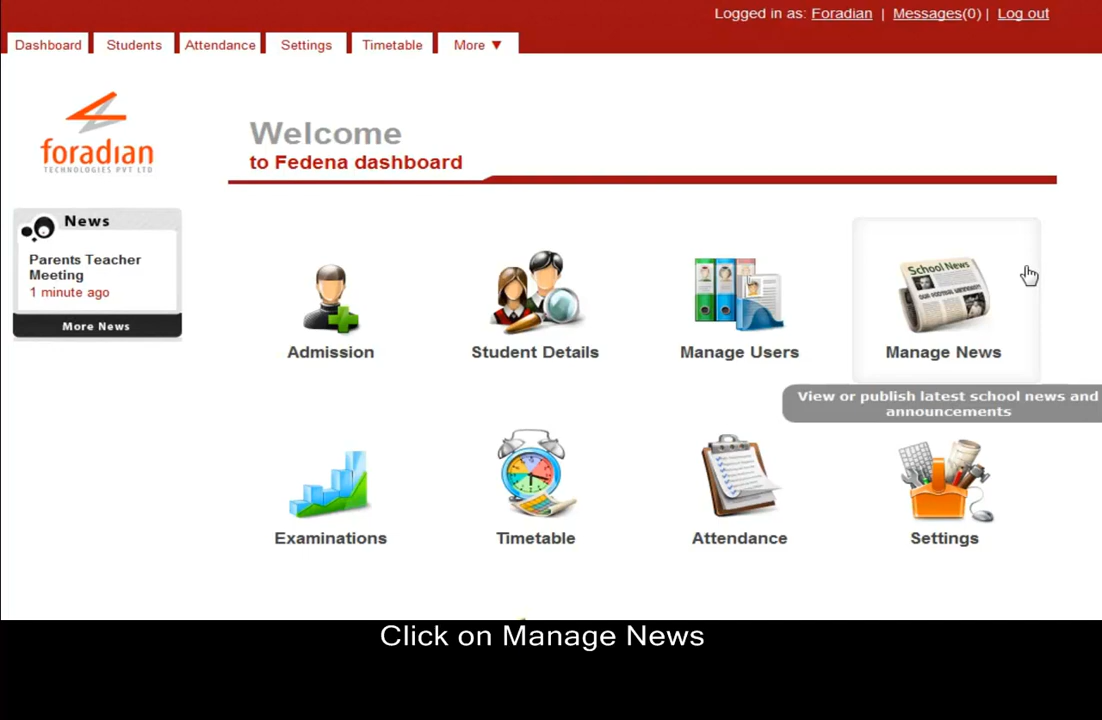 Logged in as: Foradian | Messages(0) | Log out
Dashboard Students Attendance Settings Timetable More ▼
foradian
TECHNOLOGIES PVT LTD
Welcome
to Fedena dashboard
News
Parents Teacher
Meeting
1 minute ago
More News
School News
Admission Student Details Manage Users Manage News
View or publish latest school news and
announcements
Examinations Timetable Attendance Settings
Click on Manage News